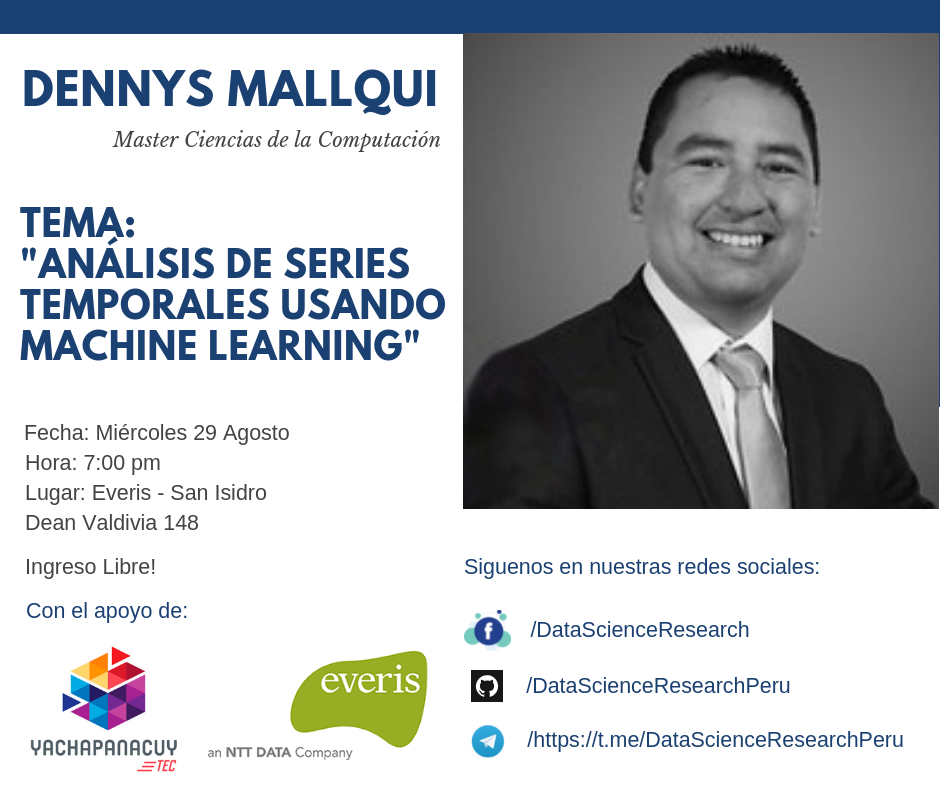 DENNYS MALLQUI
Master Ciencias de la Computación
TEMA:
"ANÁLISIS DE SERIES
TEMPORALES USANDO
MACHINE LEARNING"
Fecha: Miércoles 29 Agosto
Hora: 7:00 pm
Lugar: Everis - San Isidro
Dean Valdivia 148
Ingreso Libre!
Con el apoyo de:
YACHAPANACUY
TEC
everis
an NTT DATA Company
Siguenos en nuestras redes sociales:
f
/DataScienceResearch
/DataScienceResearchPeru
/https://t.me/DataScienceResearchPeru